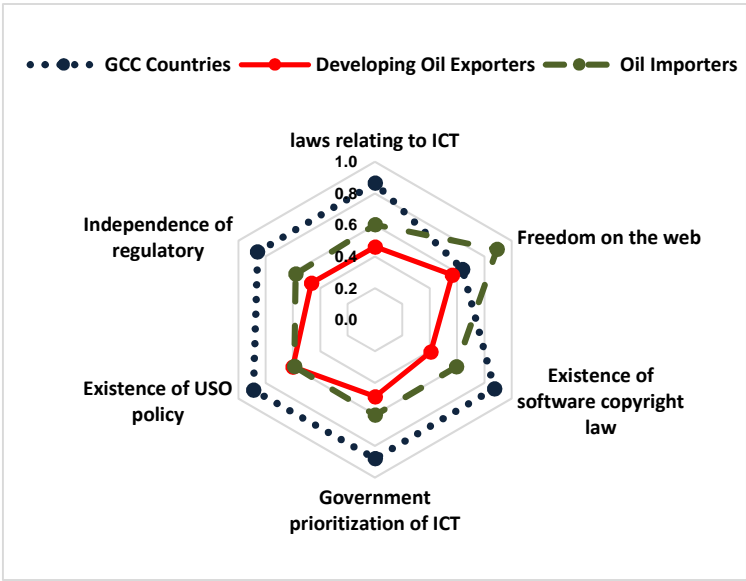 GCC Countries
Developing Oil Exporters
Oil Importers
laws relating to ICT
1.0
0.8
0.6
0.4
0.2
0.0
Independence of
regulatory
Freedom on the web
Existence of USO
policy
Existence of
software copyright
law
Government
prioritization of ICT